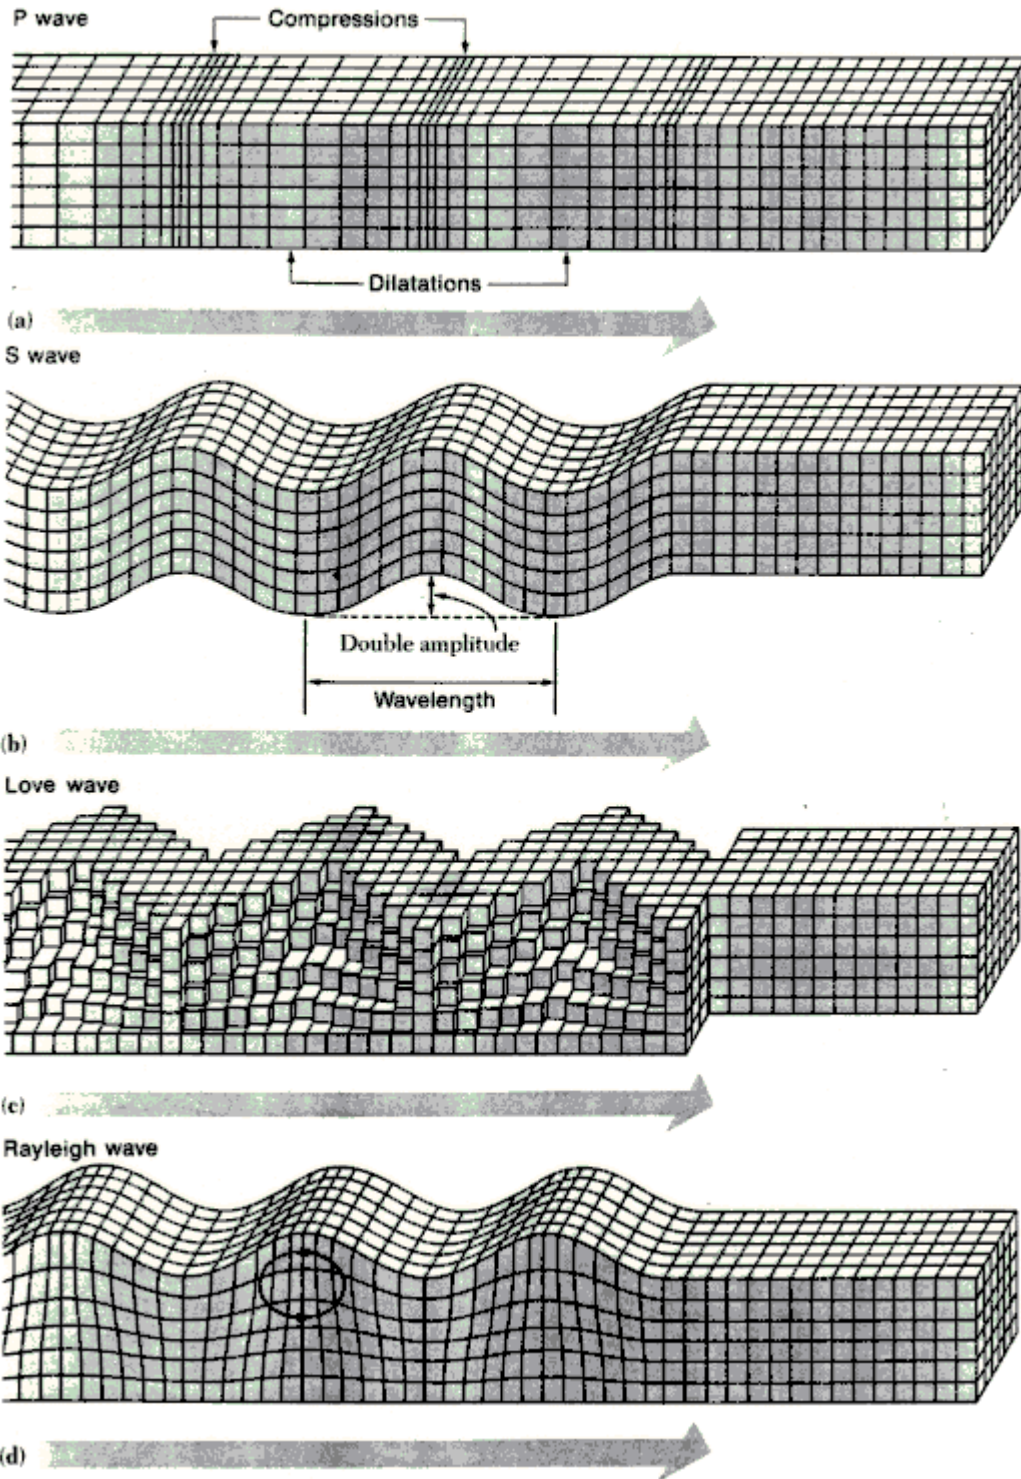 P wave
Compressions
Dilatations
(a)
S wave
Double amplitude
Wavelength
(b)
Love wave
(c)
Rayleigh wave
(d)